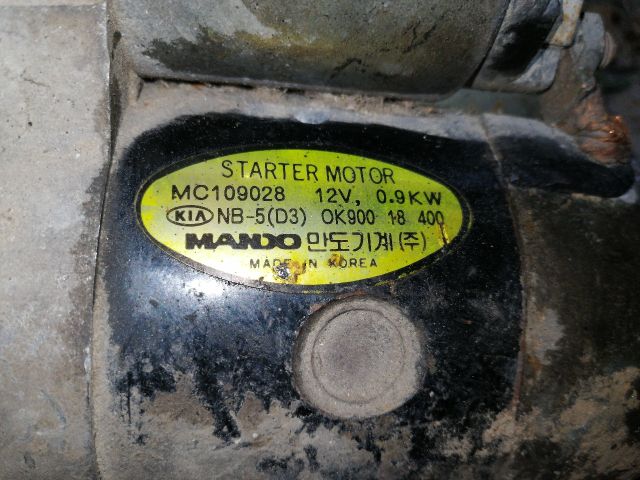 STARTER MOTOR
MC109028 12V, 0.9KW
KIA NB-5(D3) OK900 18 400
MANDO 만도기계(주)
MADE IN KOREA